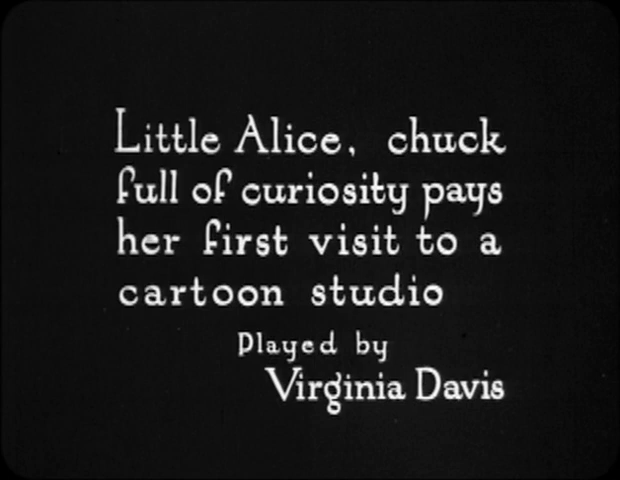 Little Alice, chuck
full of curiosity pays
her first visit to a
cartoon studio
Played by
Virginia Davis